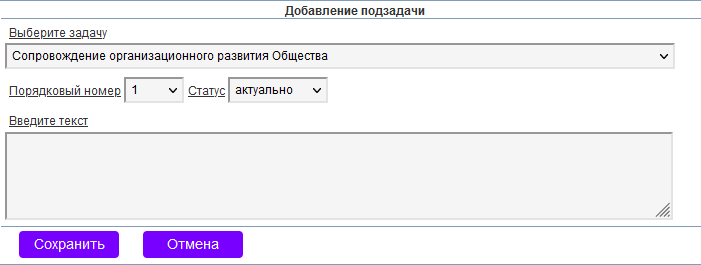 Добавление подзадачи
Выберите задачу
Сопровождение организационного развития Общества
Порядковый номер 1 Статус актуально
Введите текст
Сохранить Отмена